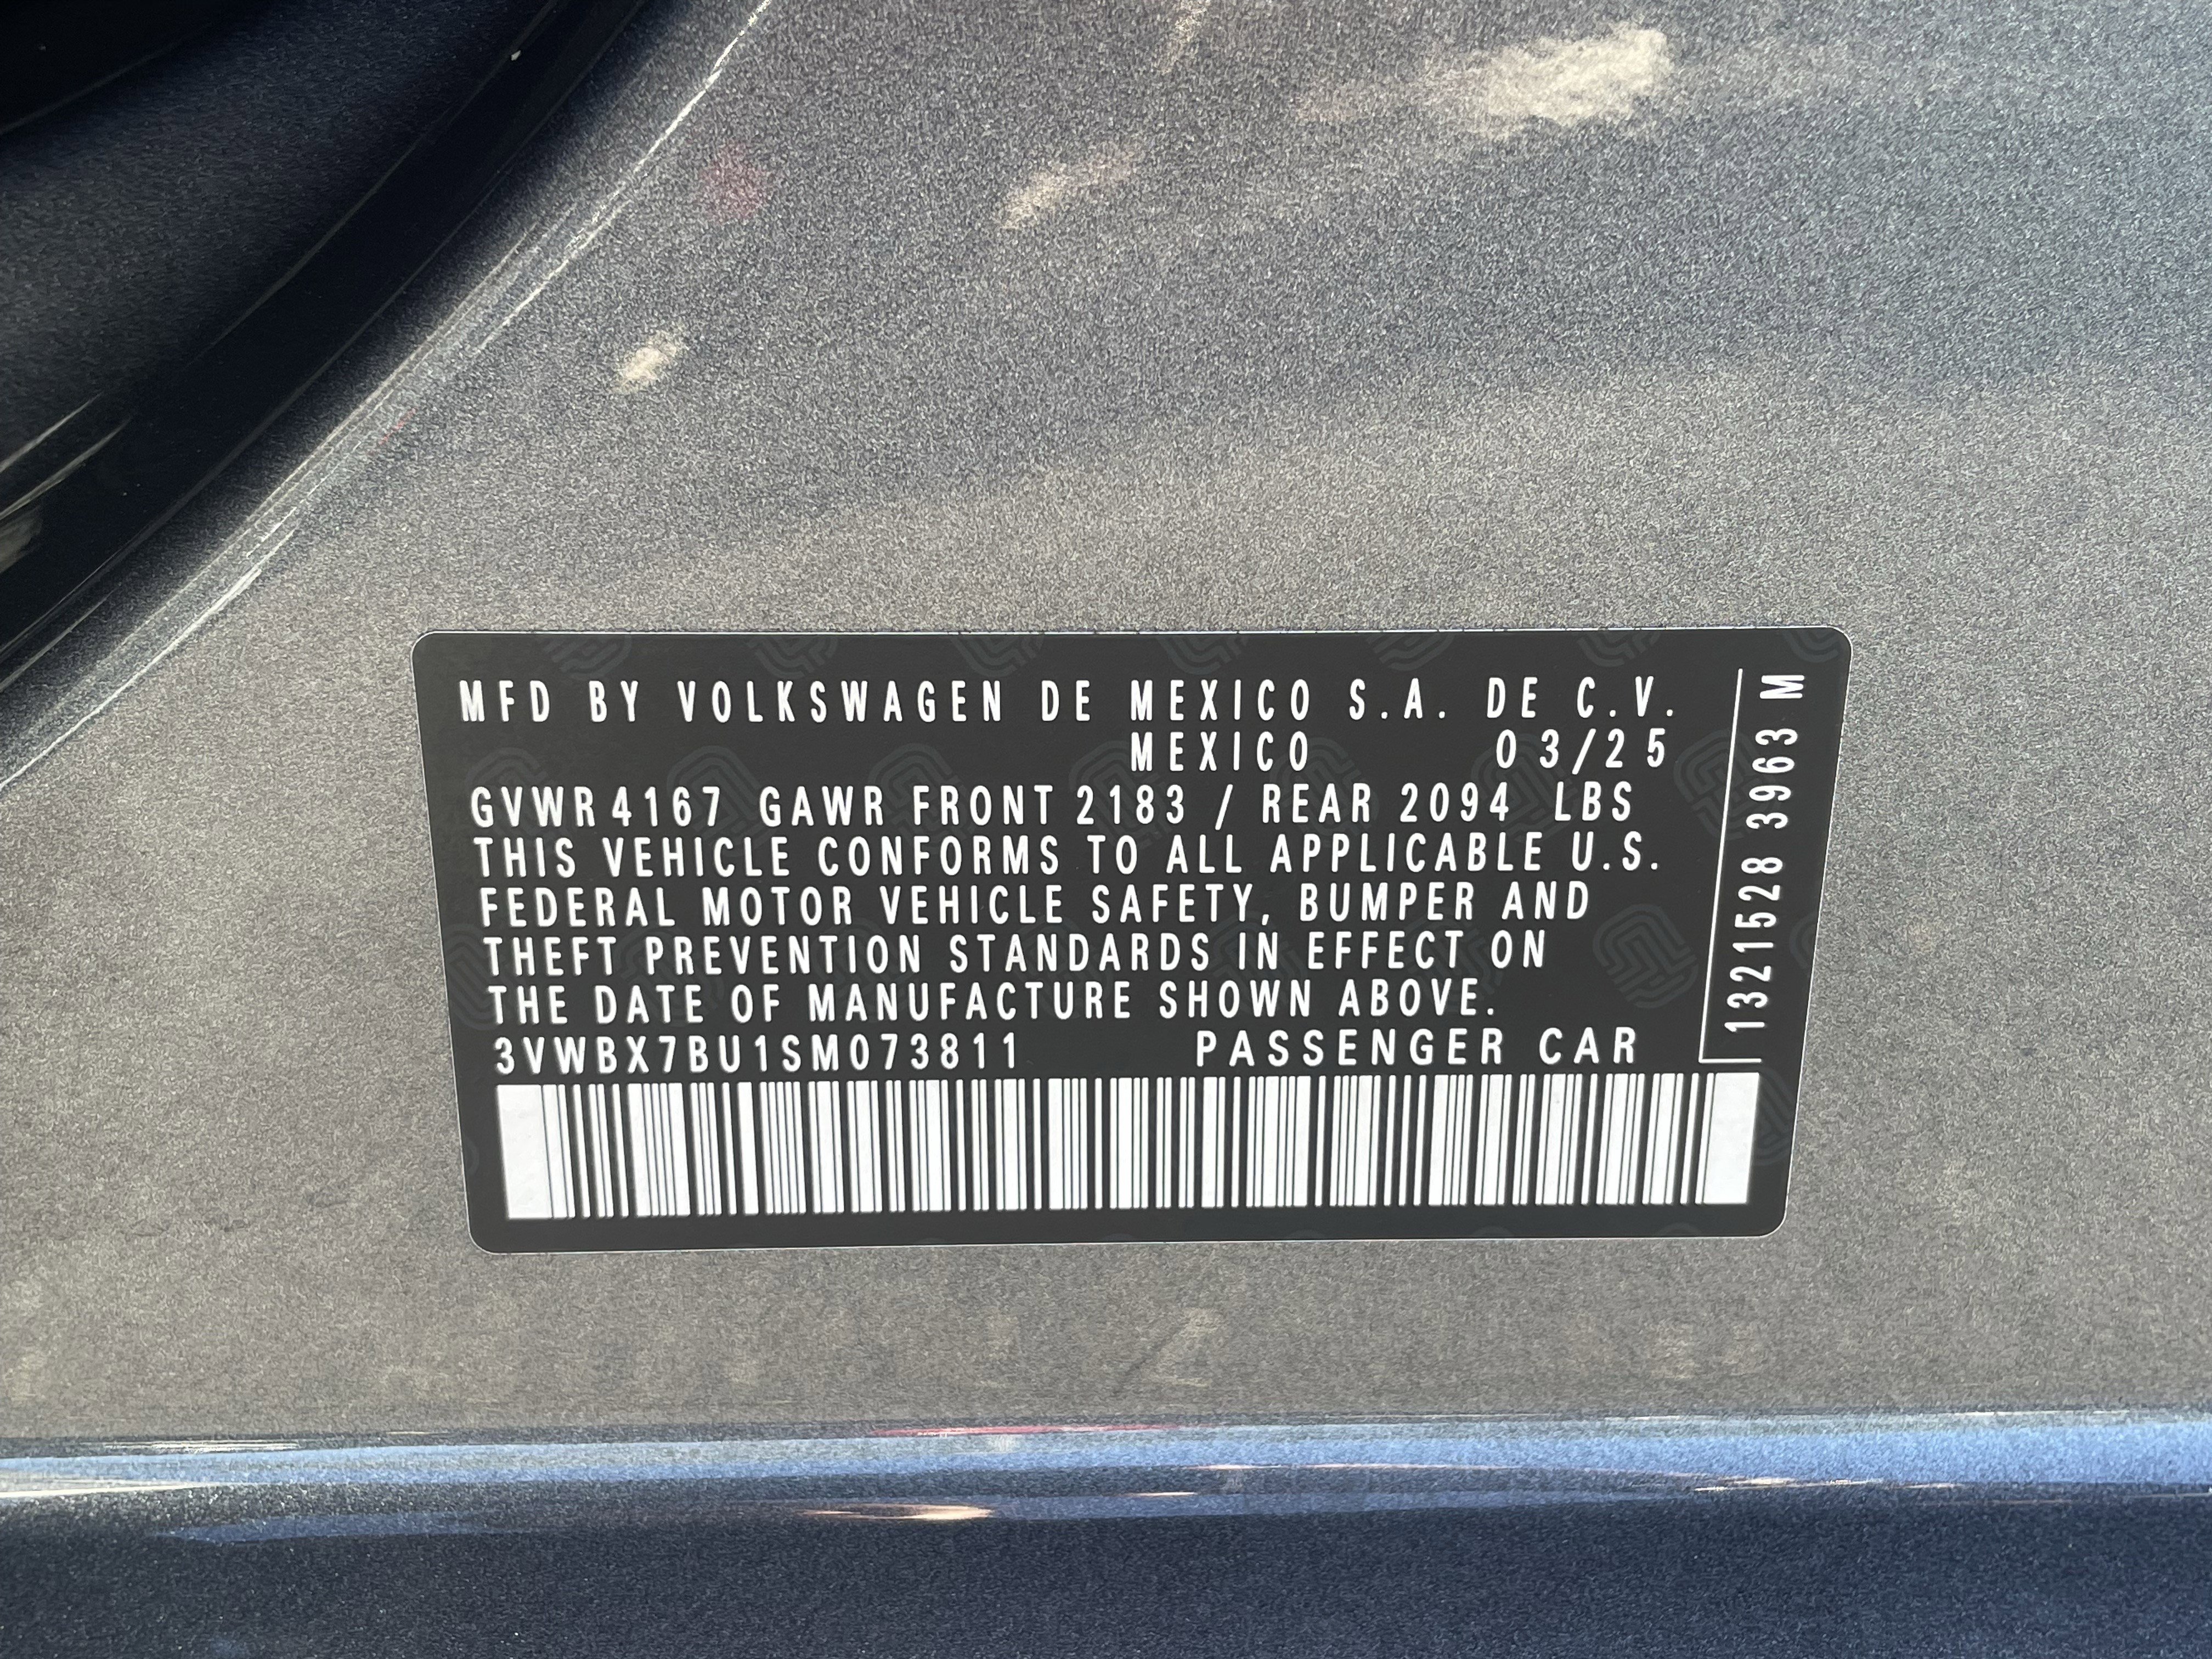 MFD BY VOLKSWAGEN DE MEXICO S.A. DE C.V.
MEXICO 03/25
GVWR 4167 GAWR FRONT 2183 / REAR 2094 LBS
THIS VEHICLE CONFORMS TO ALL APPLICABLE U.S.
FEDERAL MOTOR VEHICLE SAFETY, BUMPER AND
THEFT PREVENTION STANDARDS IN EFFECT ON
THE DATE OF MANUFACTURE SHOWN ABOVE.
3VWBX7BU1SM073811 PASSENGER CAR
1321528 3963 M